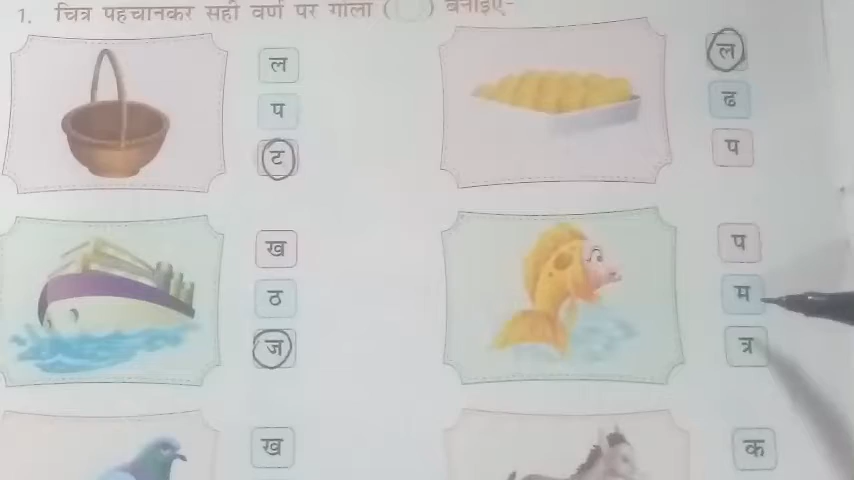 1. चित्र पहचानकर सही वर्ण पर गोला ( ) बनाइए-
ल
प
ट
ल
ढ
प
ख
ठ
ज
प
म
त्र
ख
क